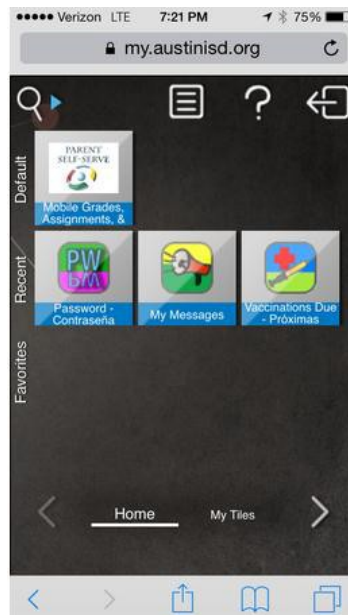 Verizon LTE 7:21 PM 75%
my.austinisd.org
?
Default
PARENT
SELF-SERVE
Mobile Grades,
Assignments, &
Recent
PW
PW
Password -
Contraseña
My Messages
Vaccinations Due
- Próximas
Favorites
Home My Tiles